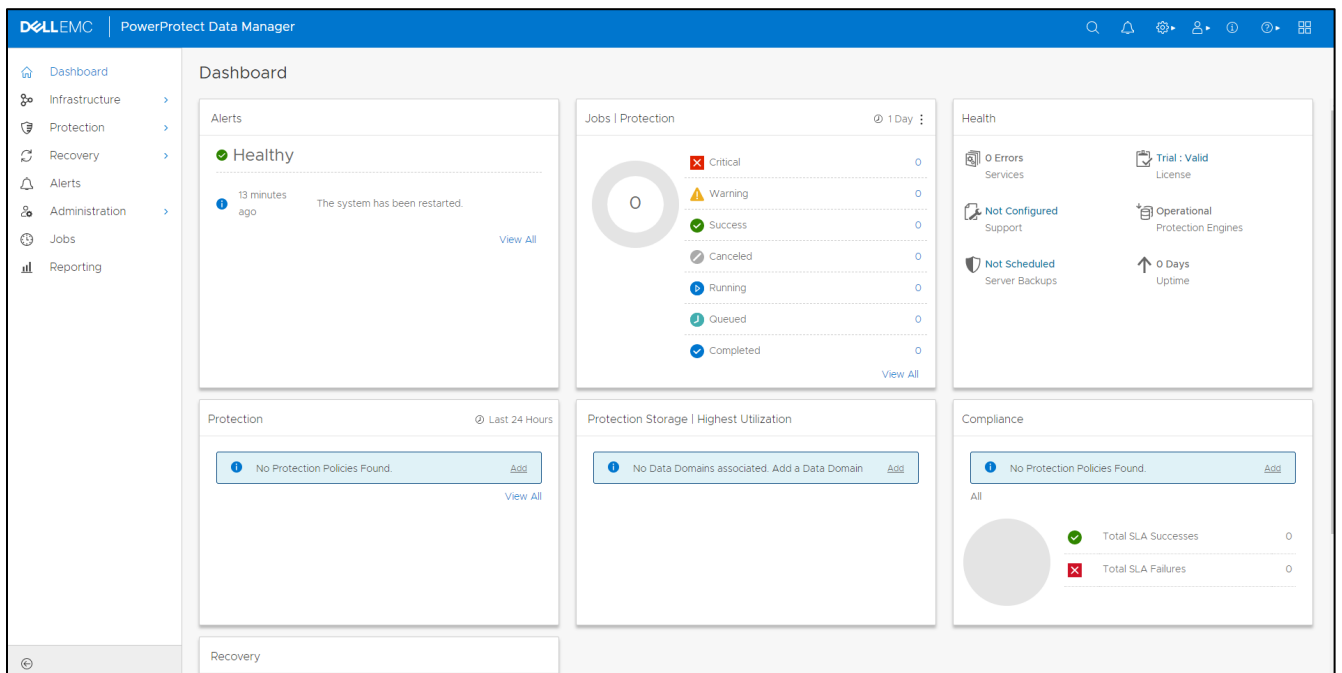 DELLEMC PowerProtect Data Manager
Dashboard
Infrastructure
Protection
Recovery
Alerts
Administration
Jobs
Reporting
Dashboard
Alerts
Healthy
13 minutes
ago
The system has been restarted.
View All
Jobs | Protection
1 Day
0
Critical 0
Warning 0
Success 0
Canceled 0
Running 0
Queued 0
Completed 0
View All
Health
0 Errors
Services
Trial : Valid
License
Not Configured
Support
Operational
Protection Engines
Not Scheduled
Server Backups
0 Days
Uptime
Protection
Last 24 Hours
No Protection Policies Found. Add
View All
Protection Storage | Highest Utilization
No Data Domains associated. Add a Data Domain Add
Compliance
No Protection Policies Found. Add
All
Total SLA Successes 0
Total SLA Failures 0
Recovery